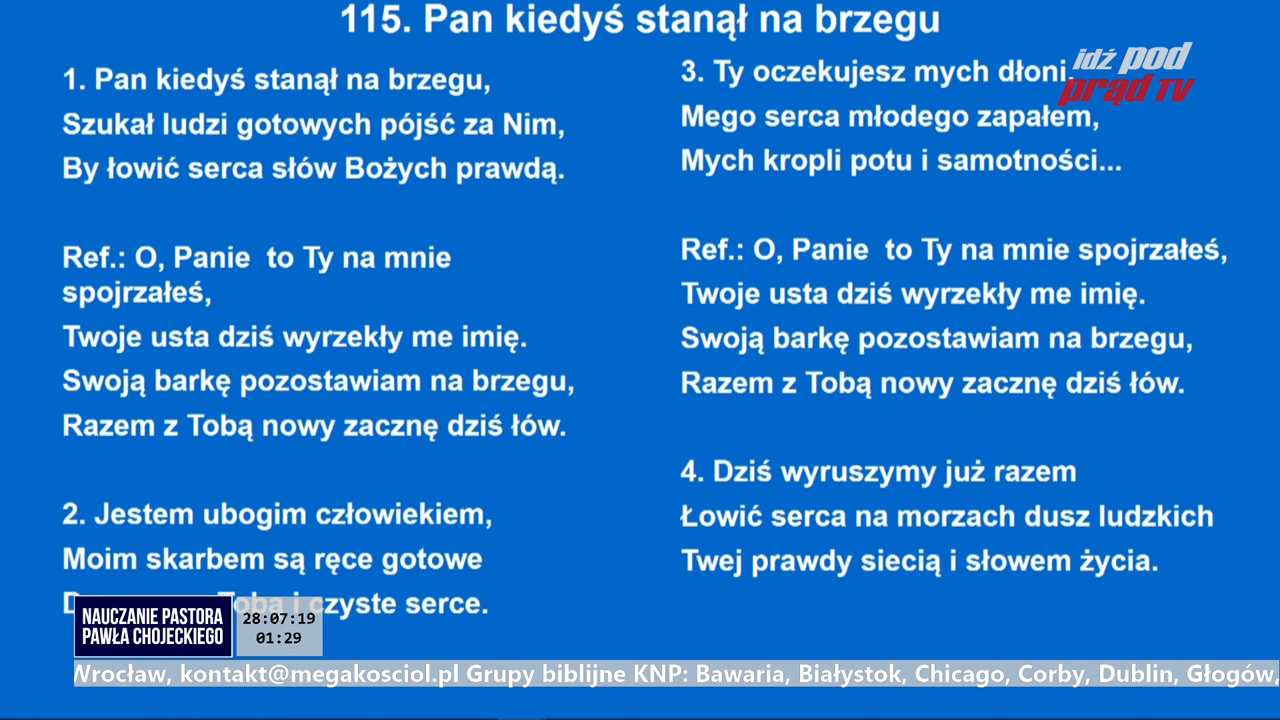 115. Pan kiedyś stanął na brzegu
1. Pan kiedyś stanął na brzegu,
Szukał ludzi gotowych pójść za Nim,
By łowić serca słów Bożych prawdą.
Ref.: O, Panie to Ty na mnie
spojrzałeś,
Twoje usta dziś wyrzekły me imię.
Swoją barkę pozostawiam na brzegu,
Razem z Tobą nowy zacznę dziś łów.
2. Jestem ubogim człowiekiem,
Moim skarbem są ręce gotowe
Tobą i czyste serce.
3. Ty oczekujesz mych dłoni,
Mego serca młodego zapałem,
Mych kropli potu i samotności...
Ref.: O, Panie to Ty na mnie spojrzałeś,
Twoje usta dziś wyrzekły me imię.
Swoją barkę pozostawiam na brzegu,
Razem z Tobą nowy zacznę dziś łów.
4. Dziś wyruszymy już razem
Łowić serca na morzach dusz ludzkich
Twej prawdy siecią i słowem życia.
idź pod
prąd TV
NAUCZANIE PASTORA
PAWŁA CHOJECKIEGO
28:07:19
01:29
Wrocław, kontakt@megakosciol.pl Grupy biblijne KNP: Bawaria, Białystok, Chicago, Corby, Dublin, Głogów,